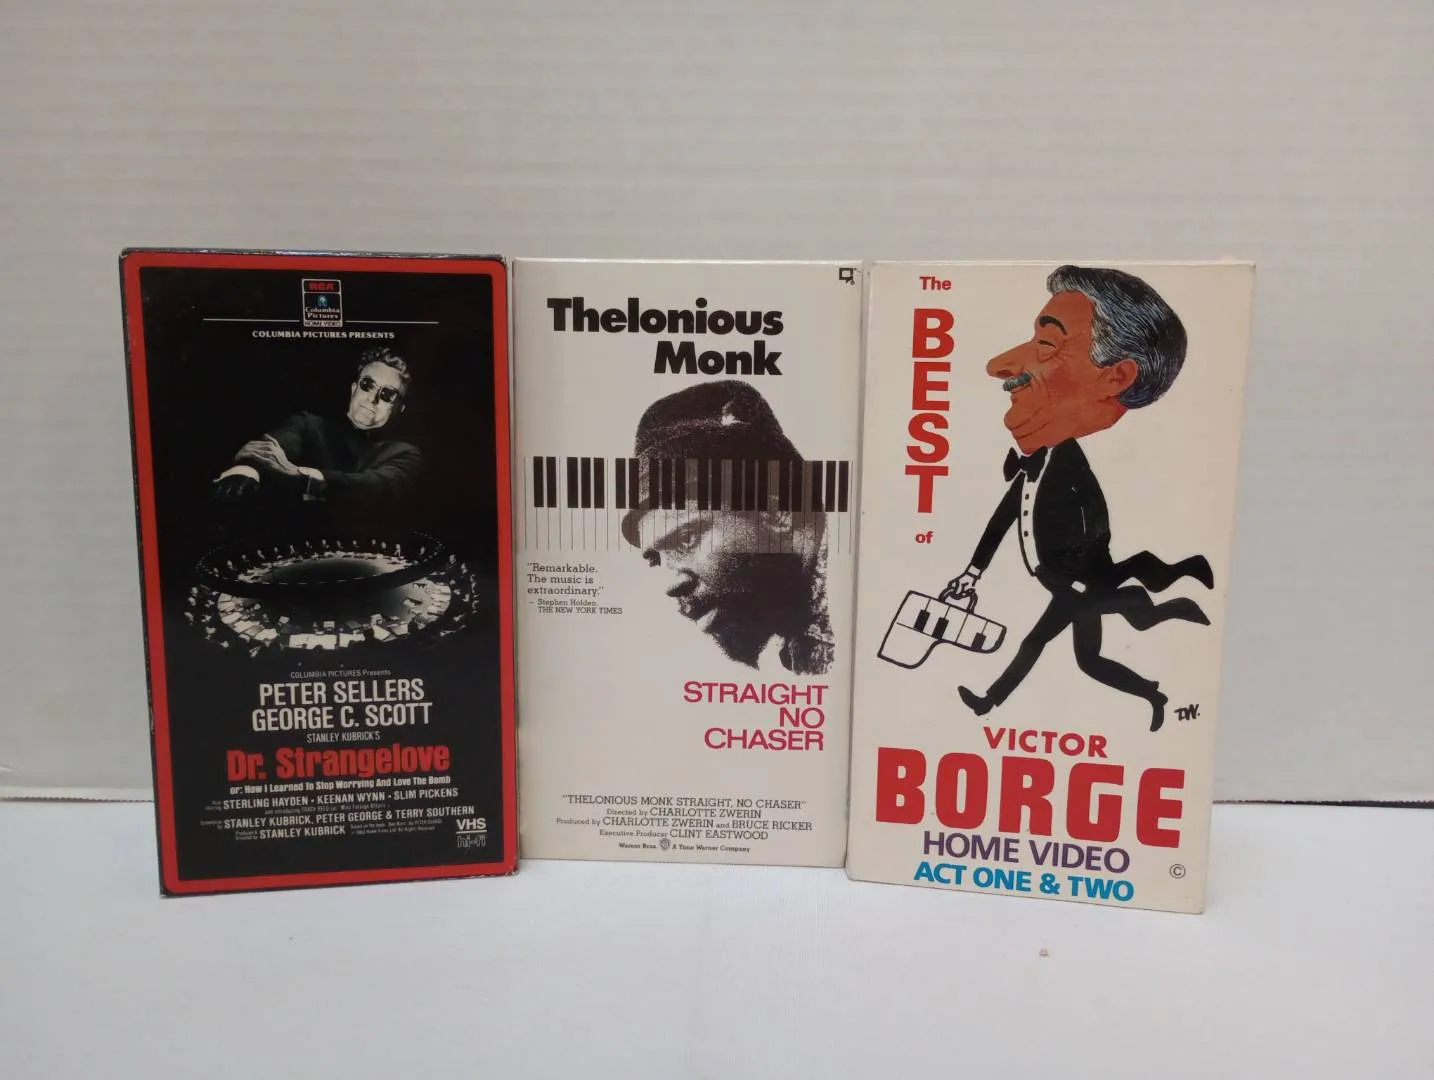 RCA
Columbia
Pictures
HOME VIDEO
COLUMBIA PICTURES PRESENTS
COLUMBIA PICTURES Presents
PETER SELLERS
GEORGE C. SCOTT
STANLEY KUBRICK'S
Dr. Strangelove
or: How I Learned To Stop Worrying And Love The Bomb
STERLING HAYDEN • KEENAN WYNN • SLIM PICKENS
STANLEY KUBRICK, PETER GEORGE & TERRY SOUTHERN
STANLEY KUBRICK
VHS
hi-fi
Thelonious
Monk
"Remarkable.
The music is
extraordinary."
– Stephen Holden,
THE NEW YORK TIMES
STRAIGHT
NO
CHASER
"THELONIOUS MONK STRAIGHT, NO CHASER"
Directed by CHARLOTTE ZWERIN
Produced by CHARLOTTE ZWERIN and BRUCE RICKER
Executive Producer CLINT EASTWOOD
Warner Bros. A Time Warner Company
The
BEST
of
T.W.
VICTOR
BORGE
HOME VIDEO
ACT ONE & TWO
©